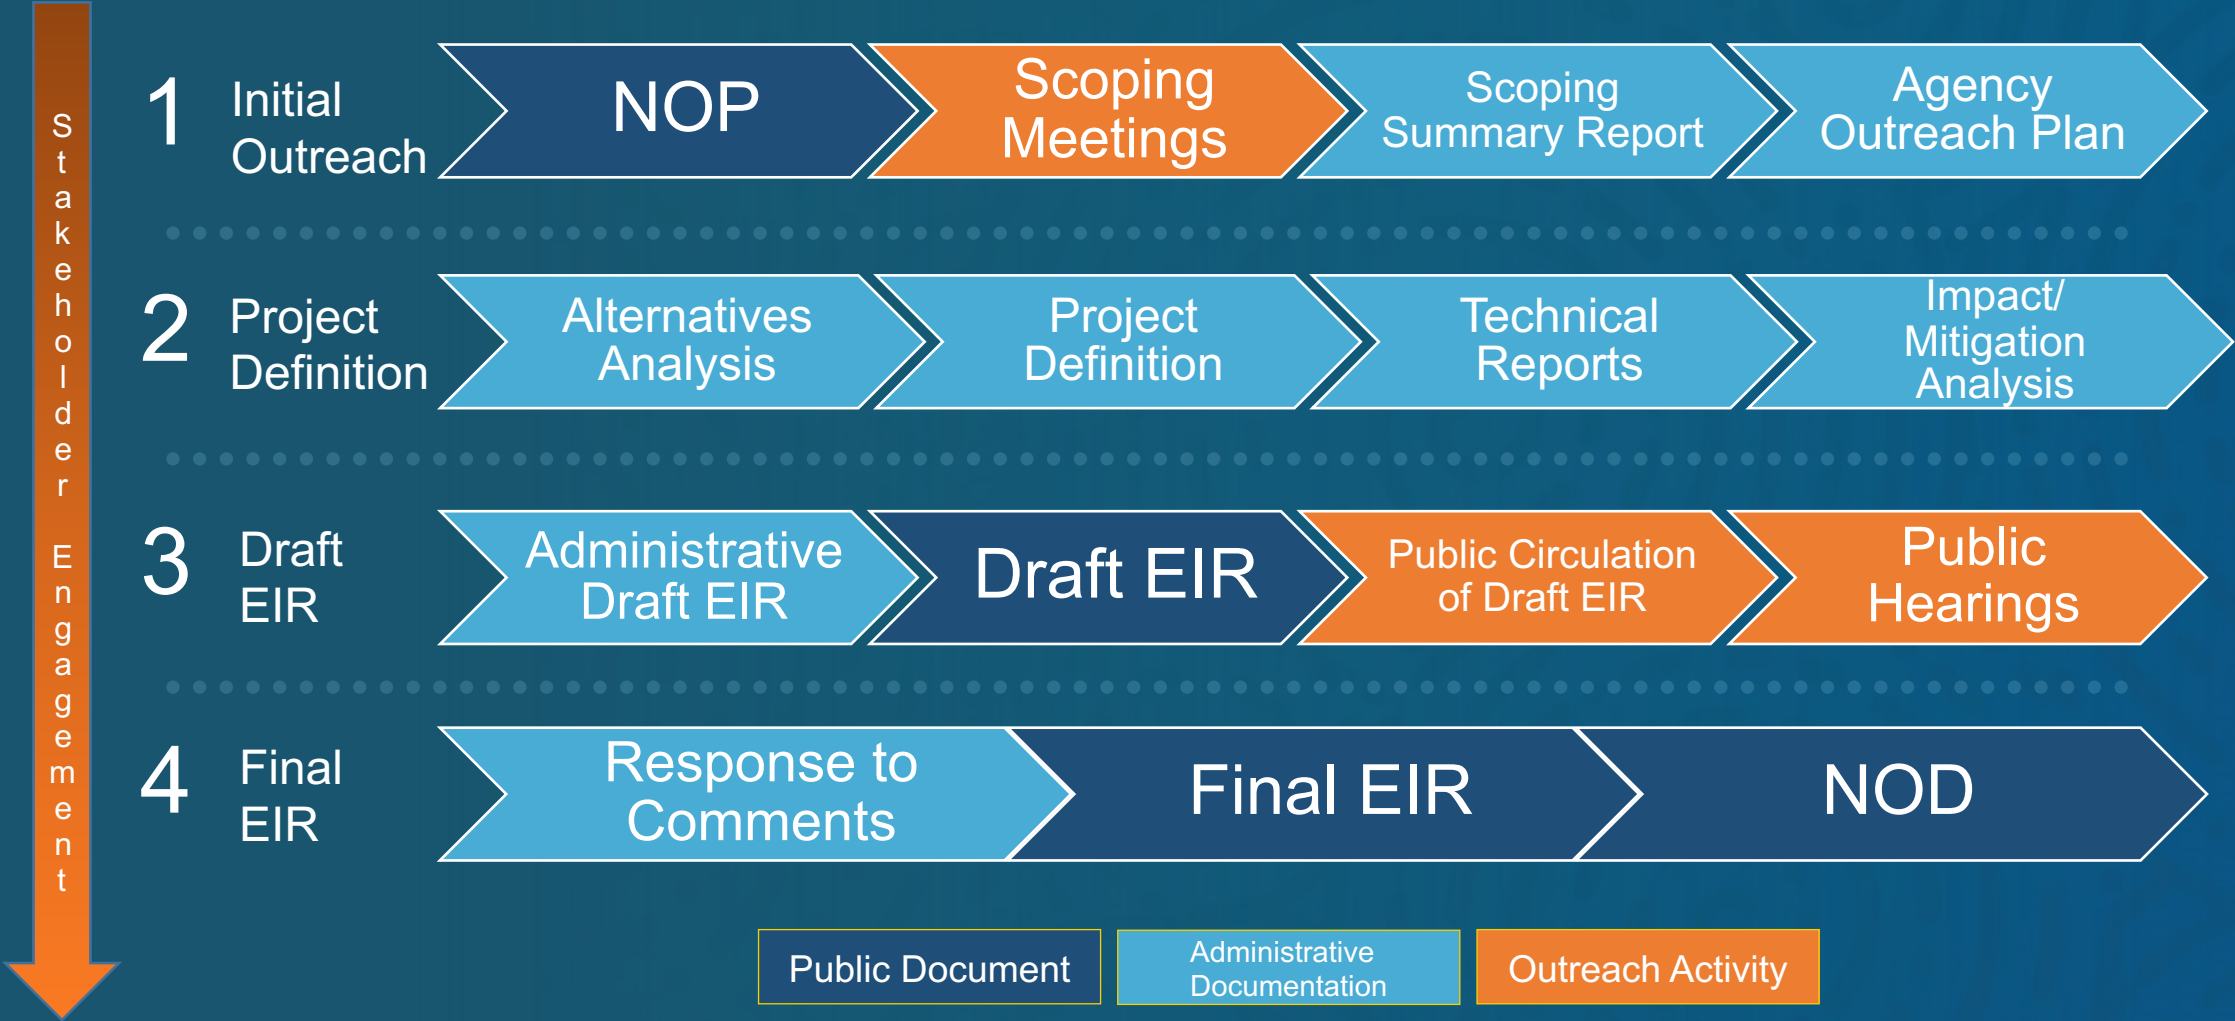 Stakeholder Engagement
1
Initial
Outreach
NOP
Scoping
Meetings
Scoping
Summary Report
Agency
Outreach Plan
2
Project
Definition
Alternatives
Analysis
Project
Definition
Technical
Reports
Impact/
Mitigation
Analysis
3
Draft
EIR
Administrative
Draft EIR
Draft EIR
Public Circulation
of Draft EIR
Public
Hearings
4
Final
EIR
Response to
Comments
Final EIR
NOD
Public Document
Administrative
Documentation
Outreach Activity